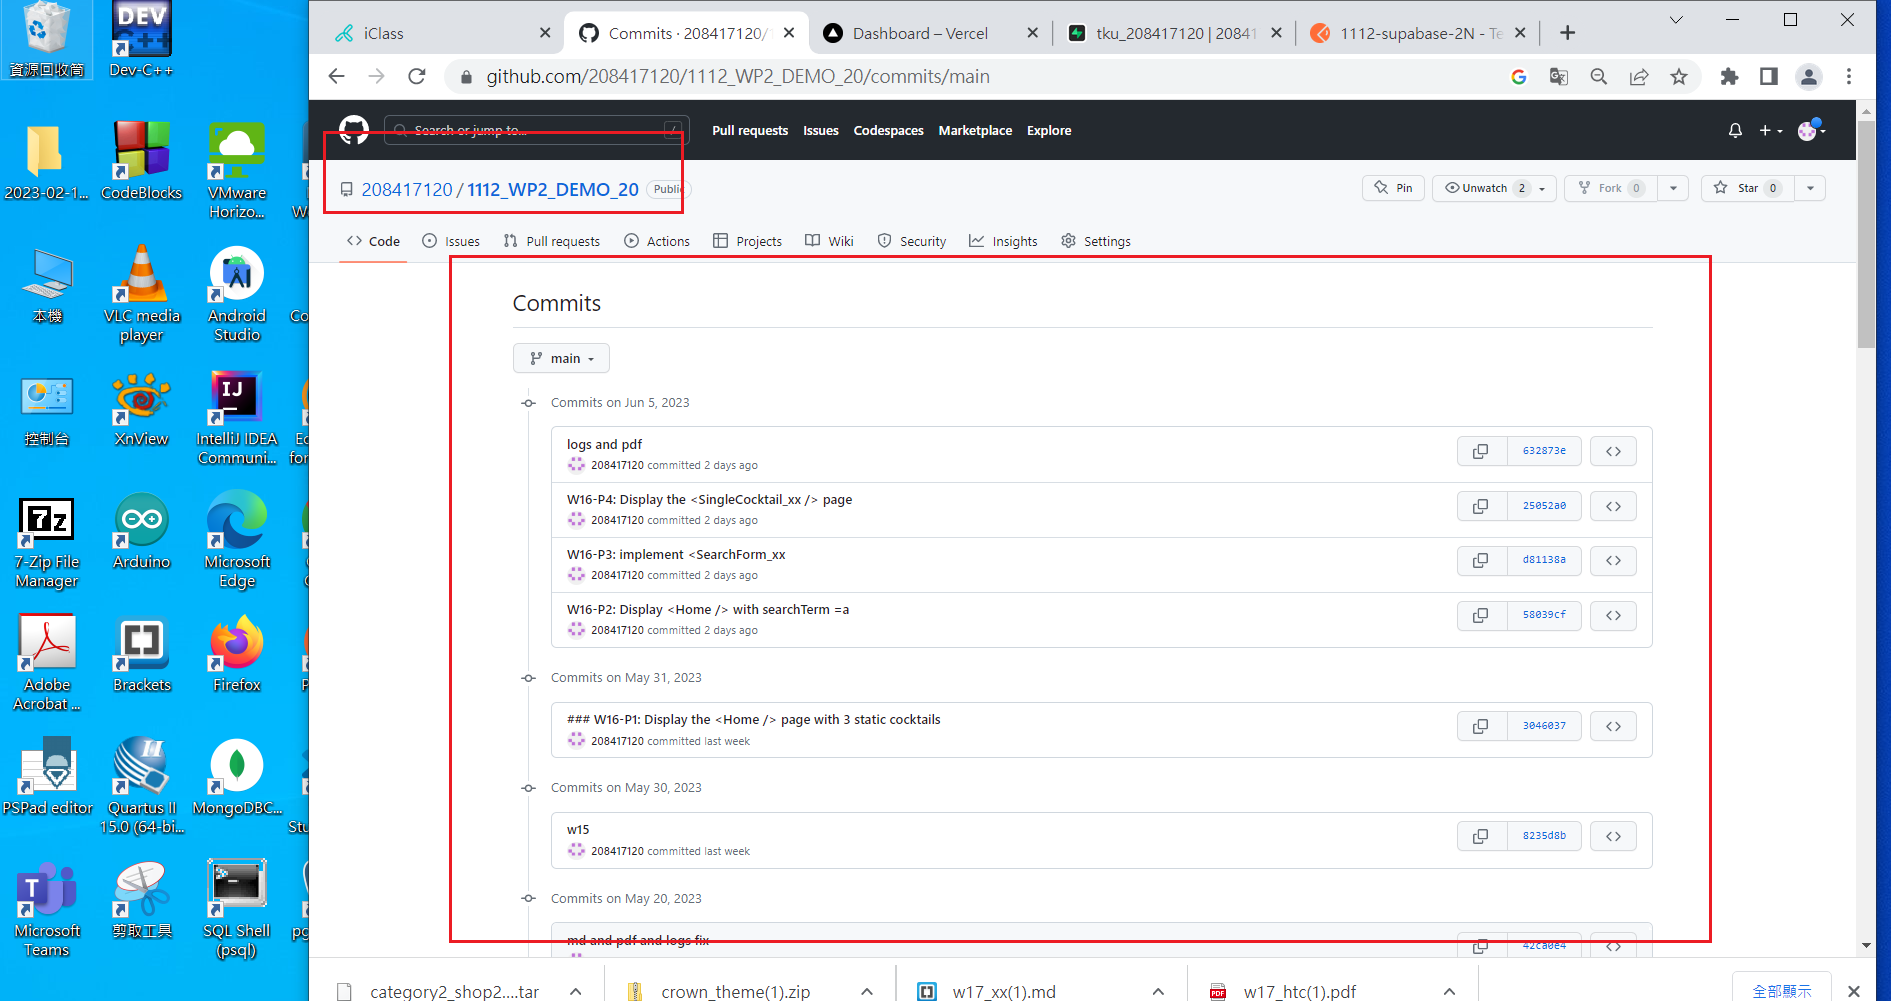 資源回收筒
Dev-C++
2023-02-1...
CodeBlocks
VMware
Horizo...
本機
VLC media
player
Android
Studio
控制台
XnView
IntelliJ IDEA
Communi...
7-Zip File
Manager
Arduino
Microsoft
Edge
Adobe
Acrobat ...
Brackets
Firefox
PSPad editor
Quartus II
15.0 (64-bi...
MongoDBC...
Microsoft
Teams
剪取工具
SQL Shell
(psql)
iClass
Commits · 208417120/1
Dashboard – Vercel
tku_208417120 | 20841
1112-supabase-2N - Te
github.com/208417120/1112_WP2_DEMO_20/commits/main
Search or jump to...
/
Pull requests
Issues
Codespaces
Marketplace
Explore
208417120 / 1112_WP2_DEMO_20
Public
Pin
Unwatch 2
Fork 0
Star 0
Code
Issues
Pull requests
Actions
Projects
Wiki
Security
Insights
Settings
Commits
main
Commits on Jun 5, 2023
logs and pdf
208417120 committed 2 days ago
632873e
W16-P4: Display the <SingleCocktail_xx /> page
208417120 committed 2 days ago
25052a0
W16-P3: implement <SearchForm_xx
208417120 committed 2 days ago
d81138a
W16-P2: Display <Home /> with searchTerm =a
208417120 committed 2 days ago
58039cf
Commits on May 31, 2023
### W16-P1: Display the <Home /> page with 3 static cocktails
208417120 committed last week
3046037
Commits on May 30, 2023
w15
208417120 committed last week
8235d8b
Commits on May 20, 2023
md and pdf and logs fix
42ca0e4
category2_shop2....tar
crown_theme(1).zip
w17_xx(1).md
w17_htc(1).pdf
全部顯示